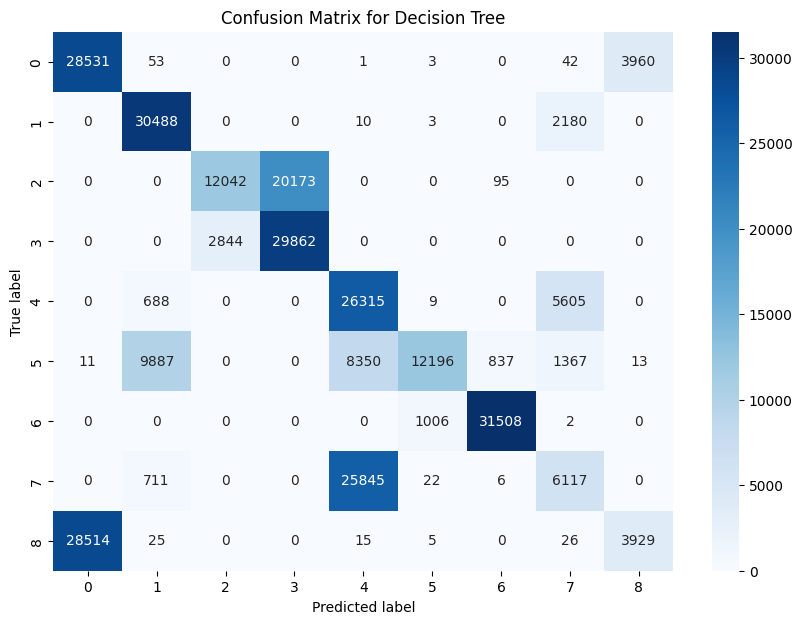 Confusion Matrix for Decision Tree
0 28531 53 0 0 1 3 0 42 3960
1 0 30488 0 0 10 3 0 2180 0
2 0 0 12042 20173 0 0 95 0 0
3 0 0 2844 29862 0 0 0 0 0
4 0 688 0 0 26315 9 0 5605 0
5 11 9887 0 0 8350 12196 837 1367 13
6 0 0 0 0 0 1006 31508 2 0
7 0 711 0 0 25845 22 6 6117 0
8 28514 25 0 0 15 5 0 26 3929
0 1 2 3 4 5 6 7 8
Predicted label
True label
30000
25000
20000
15000
10000
5000
0